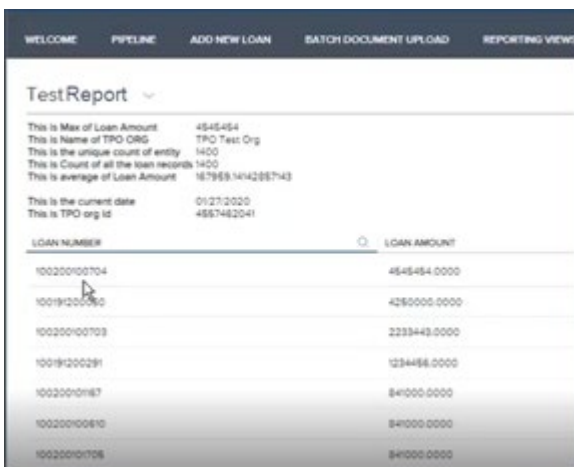 WELCOME PIPELINE ADD NEW LOAN BATCH DOCUMENT UPLOAD REPORTING VIEWS
TestReport
This is Max of Loan Amount 4545454
This is Name of TPO ORG TPO Test Org
This is the unique count of entity 1400
This is Count of all the loan records 1400
This is average of Loan Amount 167959.14142857143
This is the current date 01/27/2020
This is TPO org Id 4557462041
LOAN NUMBER LOAN AMOUNT
100200100704 4545454.0000
4250000.0000
100200100703 2233443.0000
100191200291 1234456.0000
100200101167 841000.0000
100200100610 841000.0000
100200101705 841000.0000